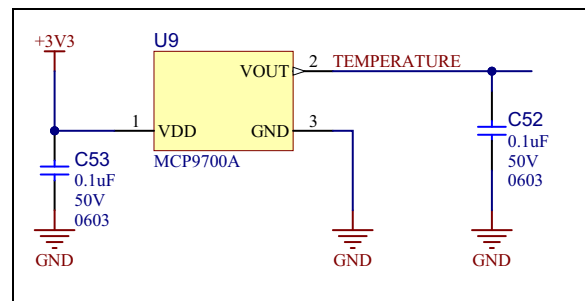 +3V3
U9
VOUT
2
TEMPERATURE
1
VDD
GND
3
MCP9700A
C53
0.1uF
50V
0603
GND
GND
C52
0.1uF
50V
0603
GND